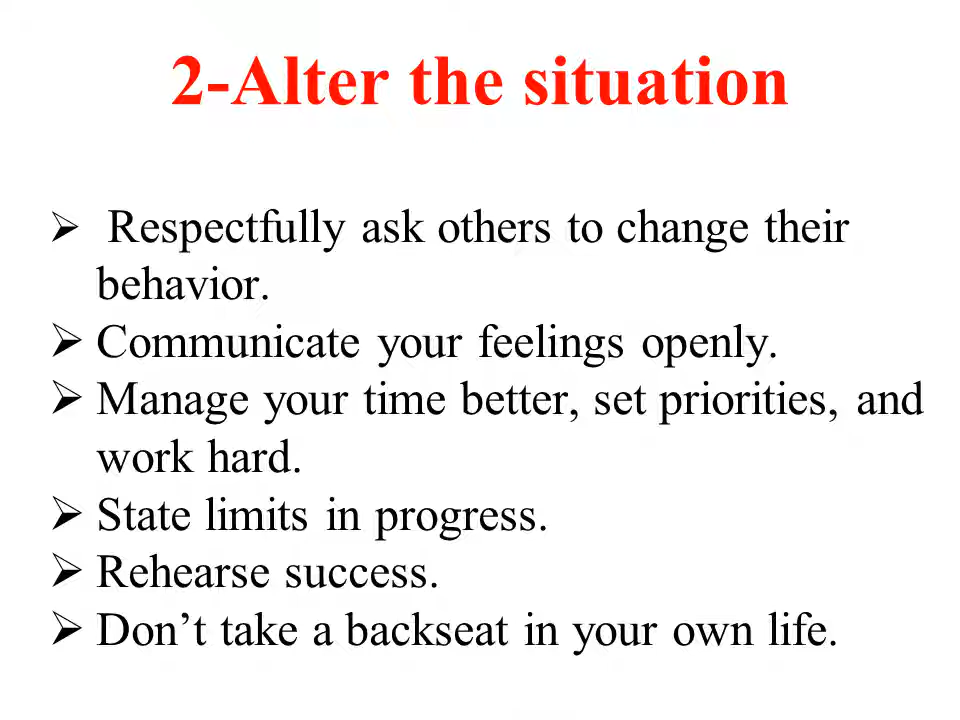 2-Alter the situation
➢ Respectfully ask others to change their
behavior.
➢ Communicate your feelings openly.
➢ Manage your time better, set priorities, and
work hard.
➢ State limits in progress.
➢ Rehearse success.
➢ Don’t take a backseat in your own life.